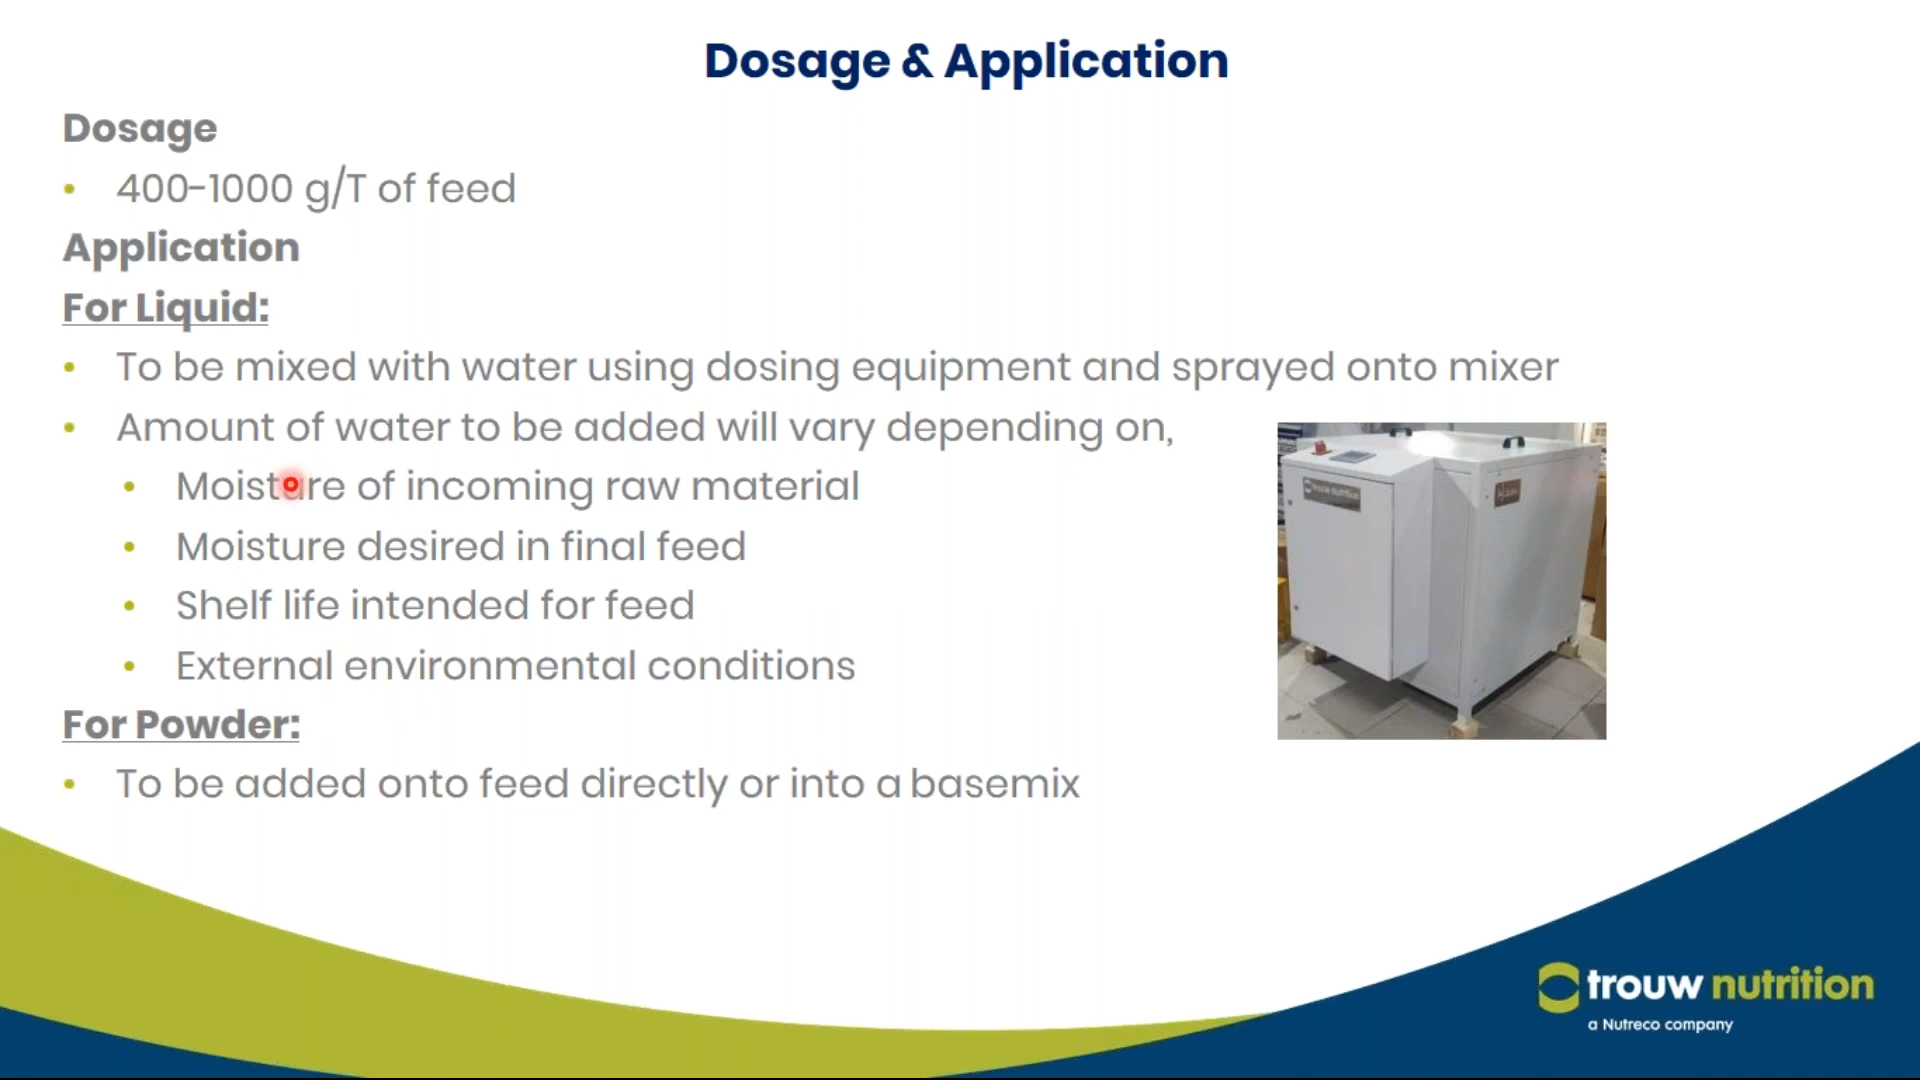 Dosage & Application
Dosage
• 400-1000 g/T of feed
Application
For Liquid:
• To be mixed with water using dosing equipment and sprayed onto mixer
• Amount of water to be added will vary depending on,
• Moisture of incoming raw material
• Moisture desired in final feed
• Shelf life intended for feed
• External environmental conditions
For Powder:
• To be added onto feed directly or into a basemix
trouw nutrition
trouw nutrition
a Nutreco company